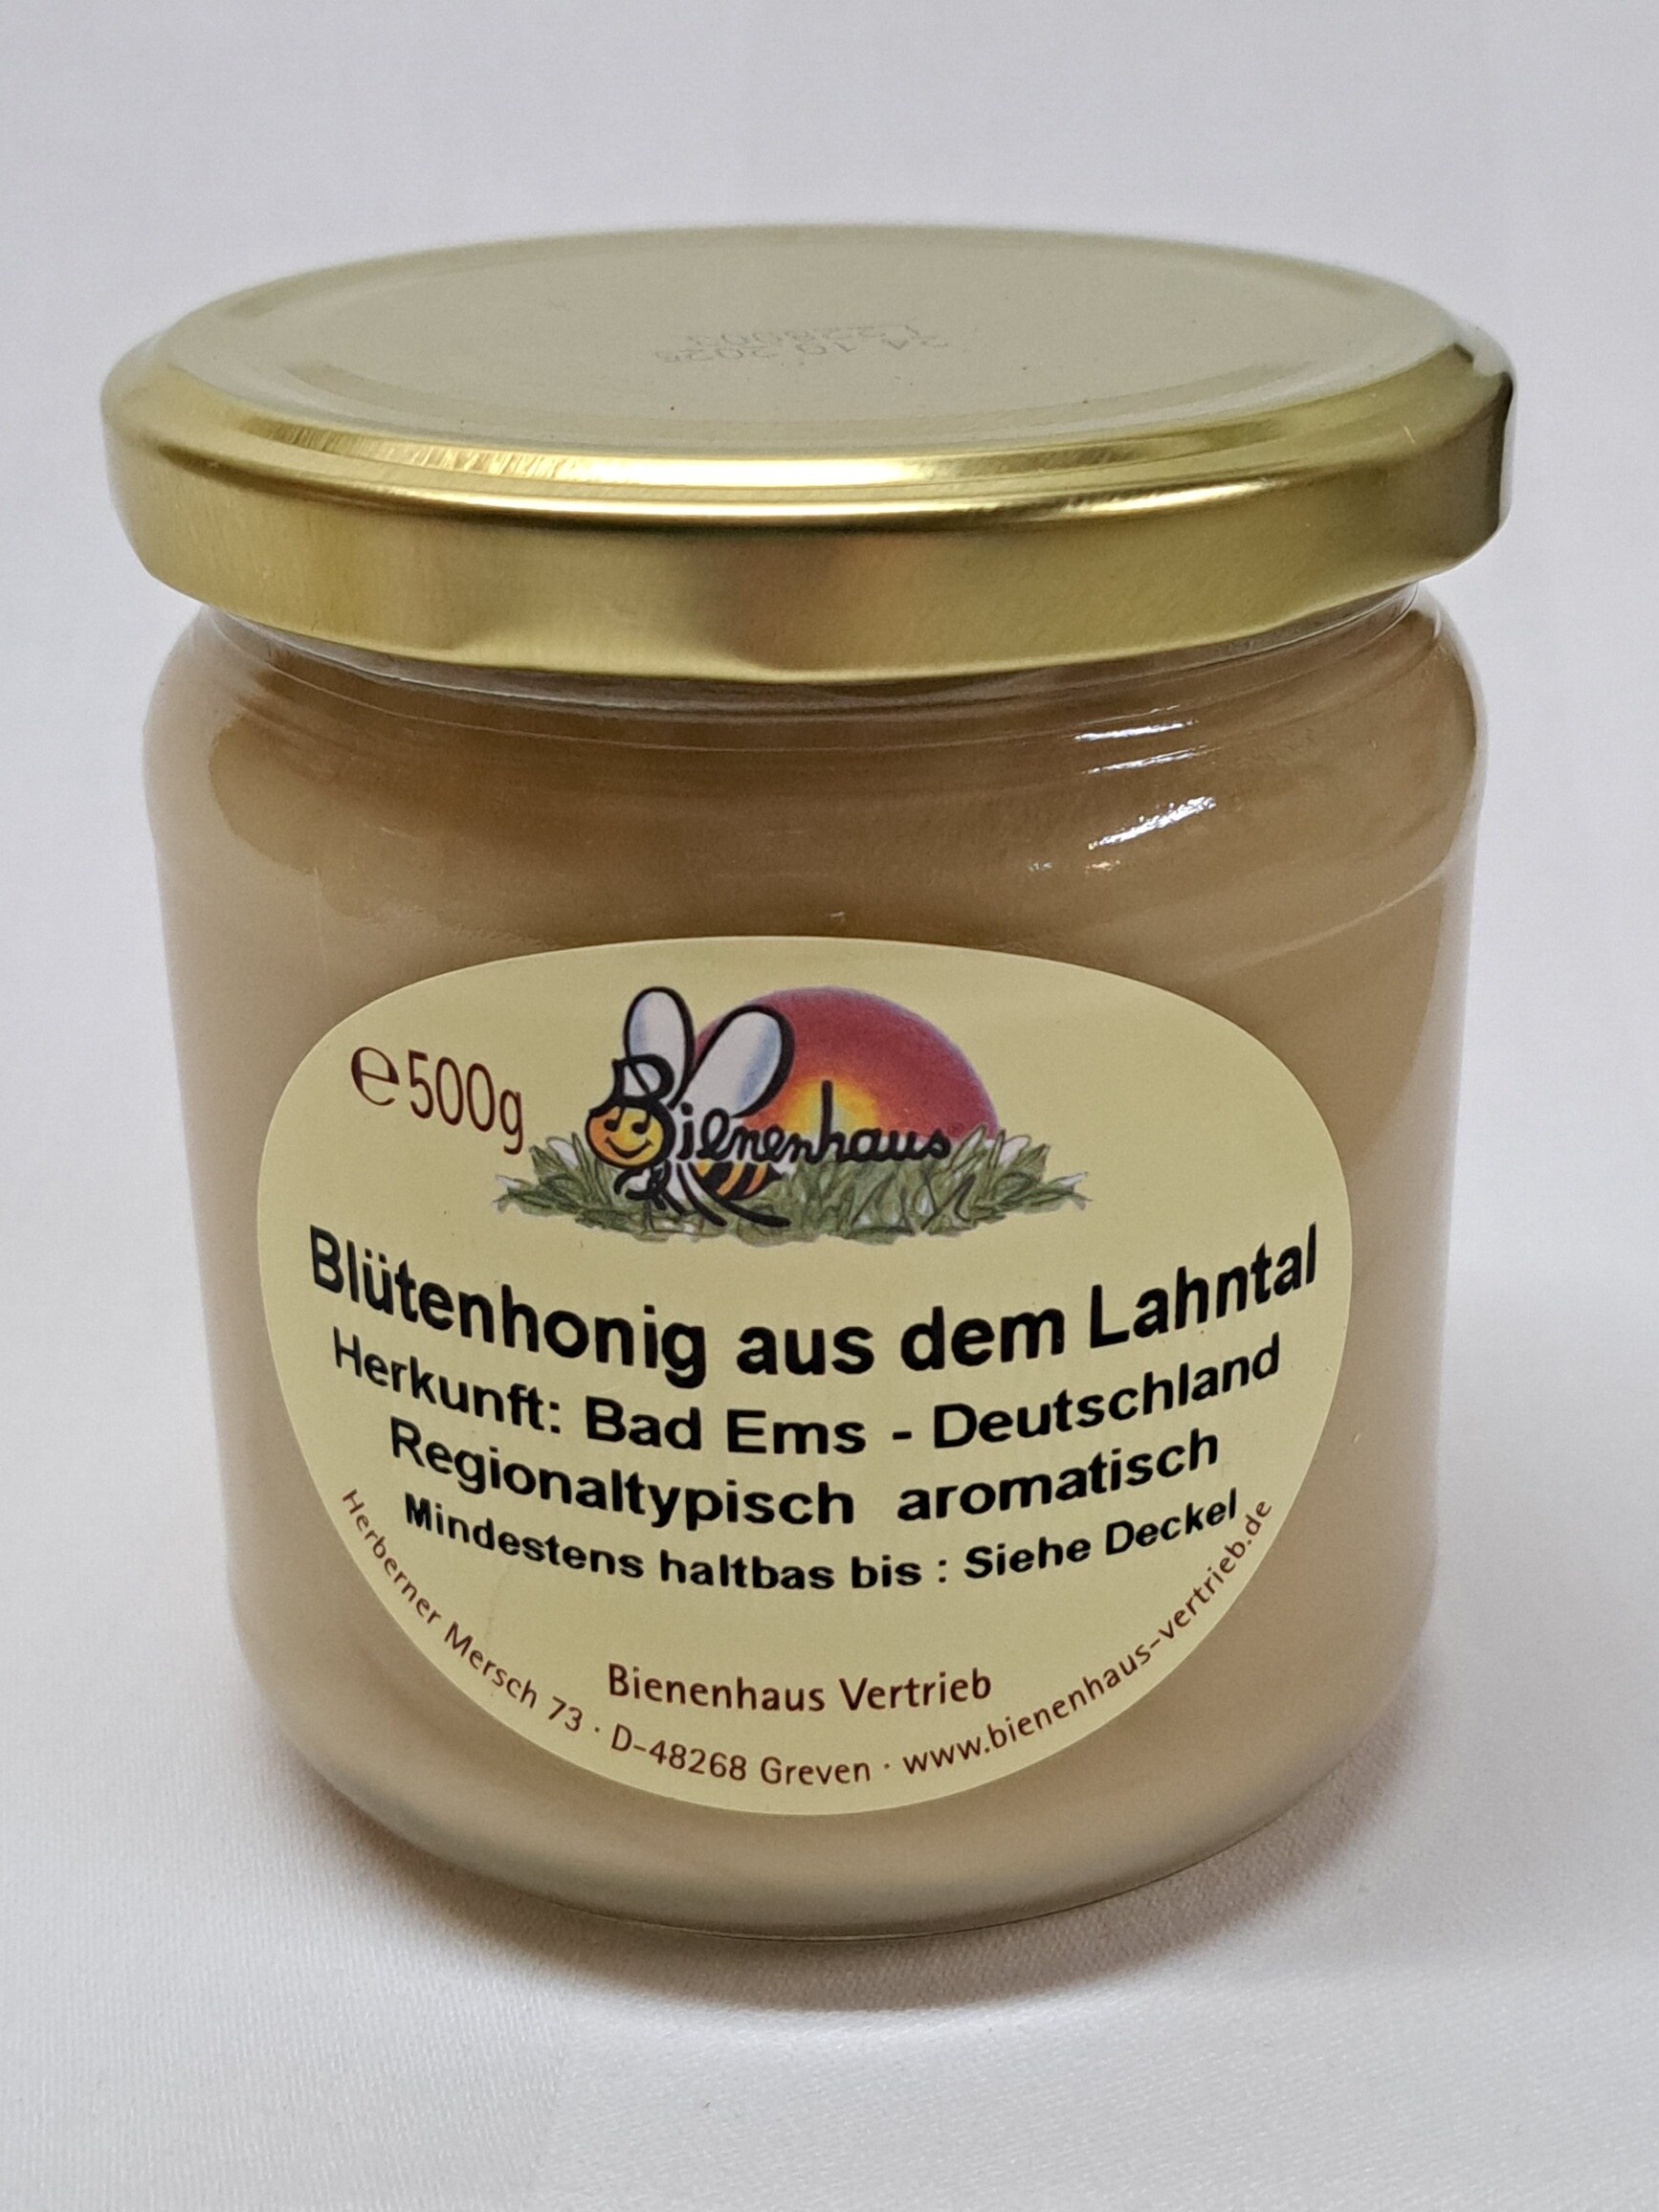 ℮500g
Bienenhaus
Blütenhonig aus dem Lahntal
Herkunft: Bad Ems - Deutschland
Regionaltypisch aromatisch
Mindestens haltbas bis : Siehe Deckel
Bienenhaus Vertrieb
Herberner Mersch 73 · D-48268 Greven · www.bienenhaus-vertrieb.de